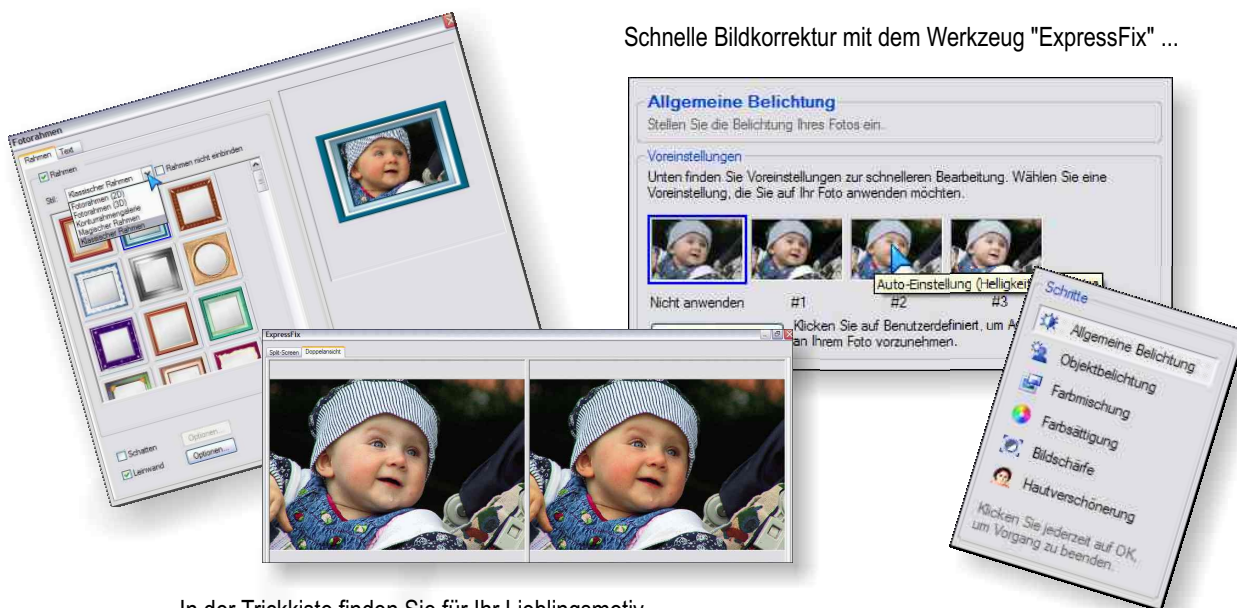 Schnelle Bildkorrektur mit dem Werkzeug "ExpressFix" ...
Fotorahmen
Rahmen Text
Rahmen
Stil: Klassischer Rahmen Rahmen nicht einbinden
Fotorahmen (2D)
Fotorahmen (3D)
Konturrahmengalerie
Magischer Rahmen
Klassischer Rahmen
Schatten Optionen...
Leinwand Optionen...
Allgemeine Belichtung
Stellen Sie die Belichtung Ihres Fotos ein.
Voreinstellungen
Unten finden Sie Voreinstellungen zur schnelleren Bearbeitung. Wählen Sie eine
Voreinstellung, die Sie auf Ihr Foto anwenden möchten.
Auto-Einstellung
Nicht anwenden #1 #2 #3
Klicken Sie auf Benutzerdefiniert, um
an Ihrem Foto vorzunehmen.
ExpressFix
Split-Screen Doppelansicht
Schritte
Allgemeine Belichtung
Objektbelichtung
Farbmischung
Farbsättigung
Bildschärfe
Hautverschönerung
Klicken Sie jederzeit auf OK,
um Vorgang zu beenden.
In der Trickkiste finden Sie für Ihr Lieblingsmotiv